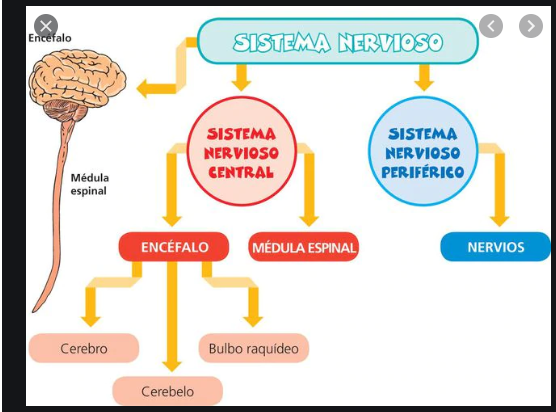 SISTEMA NERVIOSO
Encéfalo
Médula
espinal
SISTEMA
NERVIOSO
CENTRAL
SISTEMA
NERVIOSO
PERIFÉRICO
ENCÉFALO
MÉDULA ESPINAL
NERVIOS
Cerebro
Bulbo raquídeo
Cerebelo